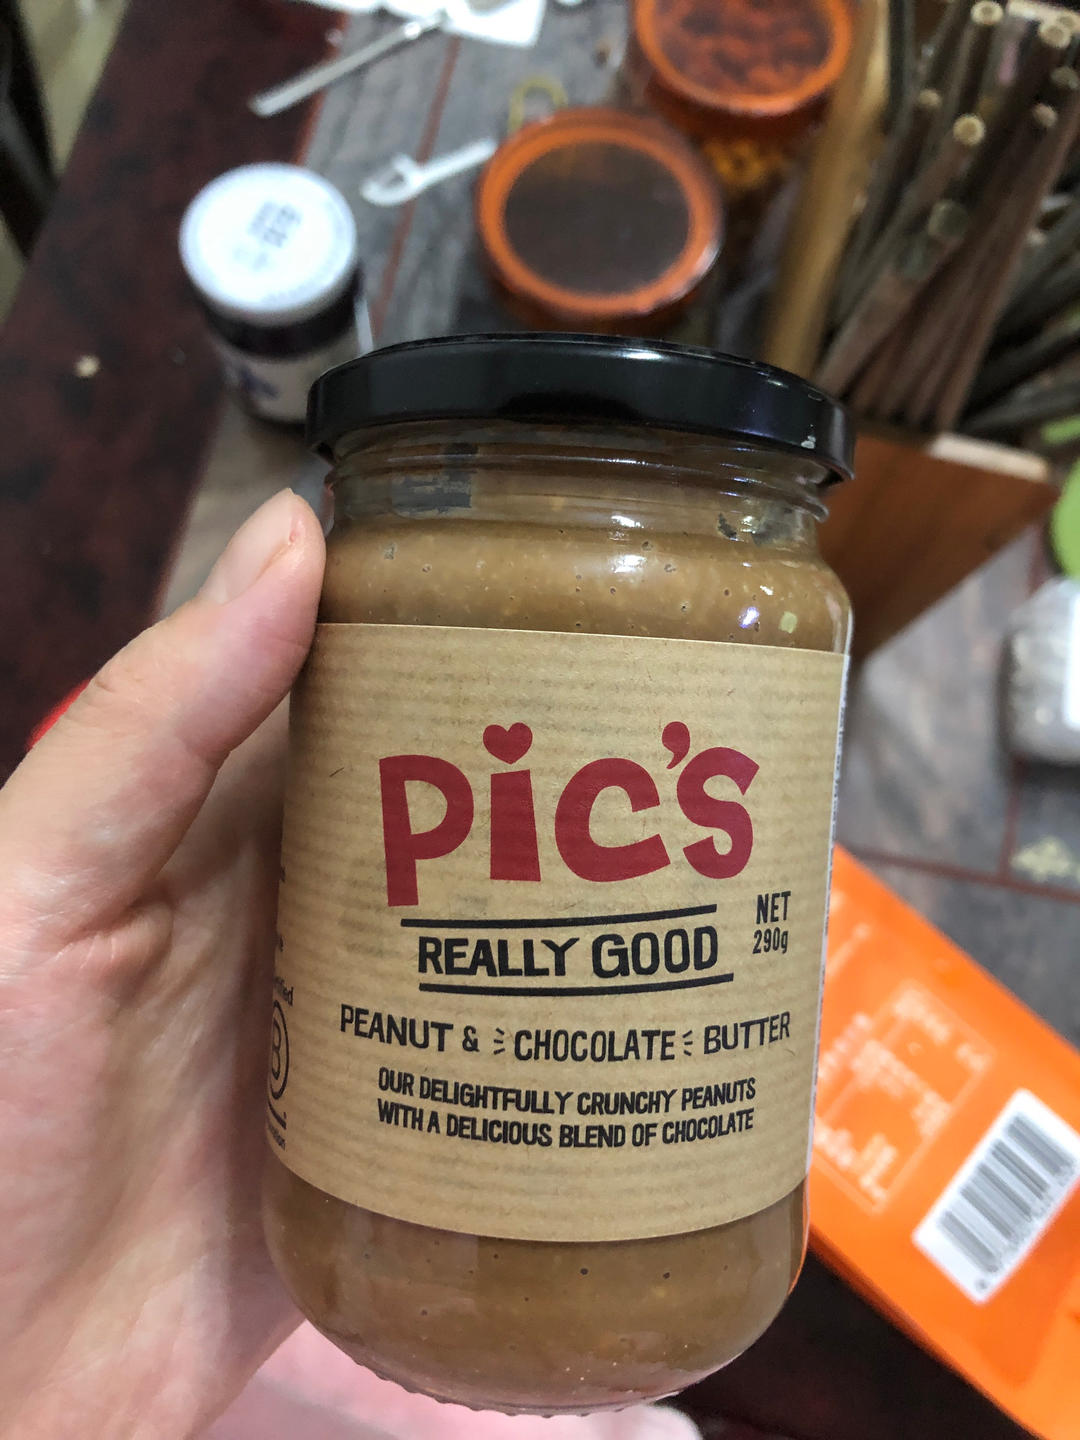 Pic's
REALLY GOOD
NET
290g
PEANUT & CHOCOLATE BUTTER
OUR DELIGHTFULLY CRUNCHY PEANUTS
WITH A DELICIOUS BLEND OF CHOCOLATE
B